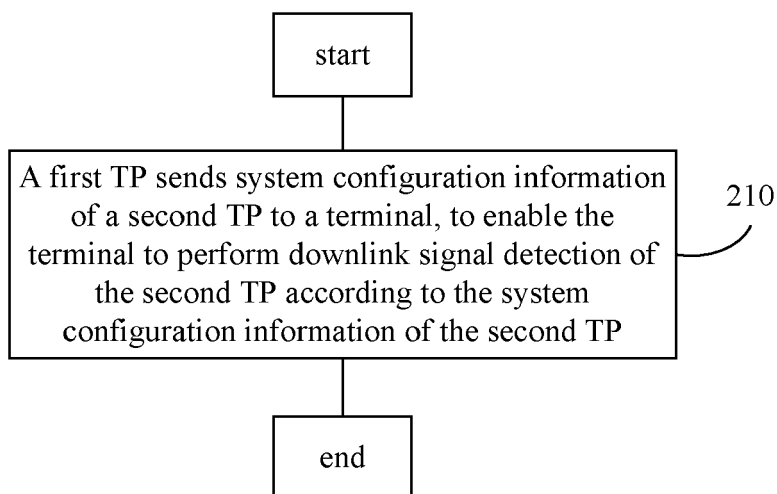 start
A first TP sends system configuration information
of a second TP to a terminal, to enable the
terminal to perform downlink signal detection of
the second TP according to the system
configuration information of the second TP
210
end